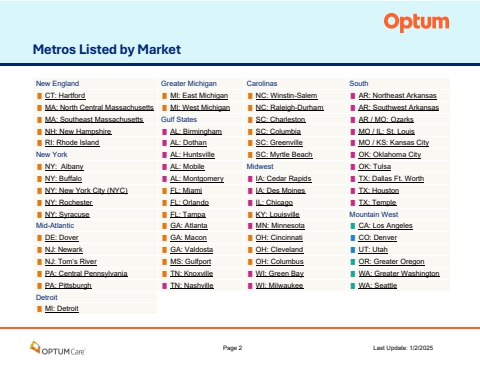 Optum
Metros Listed by Market
New England
CT: Hartford
MA: North Central Massachusetts
MA: Southeast Massachusetts
NH: New Hampshire
RI: Rhode Island
New York
NY:  Albany
NY: Buffalo
NY: New York City (NYC)
NY: Rochester
NY: Syracuse
Mid-Atlantic
DE: Dover
NJ: Newark
NJ: Tom's River
PA: Central Pennsylvania
PA: Pittsburgh
Detroit
MI: Detroit
Greater Michigan
MI: East Michigan
MI: West Michigan
Gulf States
AL: Birmingham
AL: Dothan
AL: Huntsville
AL: Mobile
AL: Montgomery
FL: Miami
FL: Orlando
FL: Tampa
GA: Atlanta
GA: Macon
GA: Valdosta
MS: Gulfport
TN: Knoxville
TN: Nashville
Carolinas
NC: Winstin-Salem
NC: Raleigh-Durham
SC: Charleston
SC: Columbia
SC: Greenville
SC: Myrtle Beach
Midwest
IA: Cedar Rapids
IA: Des Moines
IL: Chicago
KY: Louisville
MN: Minnesota
OH: Cincinnati
OH: Cleveland
OH: Columbus
WI: Green Bay
WI: Milwaukee
South
AR: Northeast Arkansas
AR: Southwest Arkansas
AR / MO: Ozarks
MO / IL: St. Louis
MO / KS: Kansas City
OK: Oklahoma City
OK: Tulsa
TX: Dallas Ft. Worth
TX: Houston
TX: Temple
Mountain West
CA: Los Angeles
CO: Denver
UT: Utah
OR: Greater Oregon
WA: Greater Washington
WA: Seattle
OPTUMCare
Page 2
Last Update: 1/2/2025